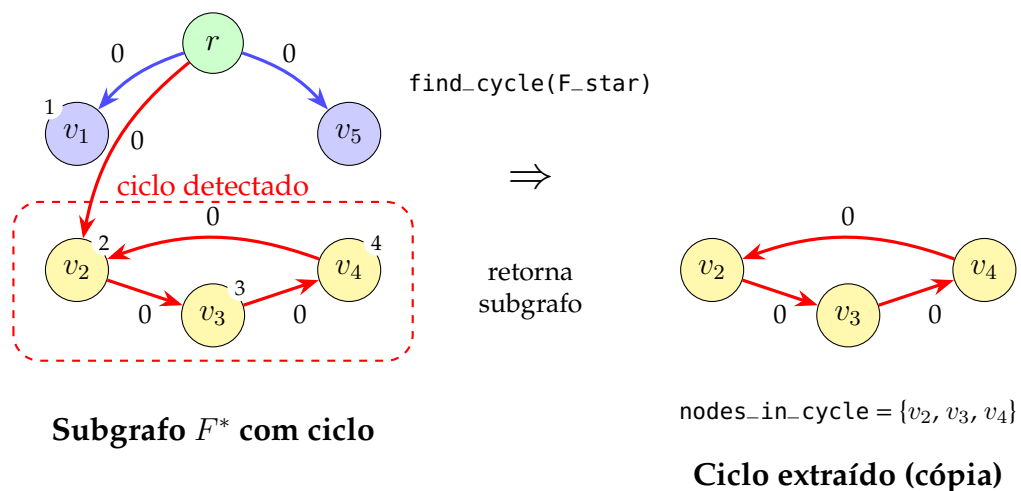 r
0
0
find_cycle(F_star)
1
v₁
v₅
0
⇒
ciclo detectado
0
0
2
4
v₂
v₄
3
v₃
0
0
retorna
subgrafo
v₂
v₄
v₃
0
0
nodes_in_cycle = {v₂, v₃, v₄}
Subgrafo F* com ciclo
Ciclo extraído (cópia)